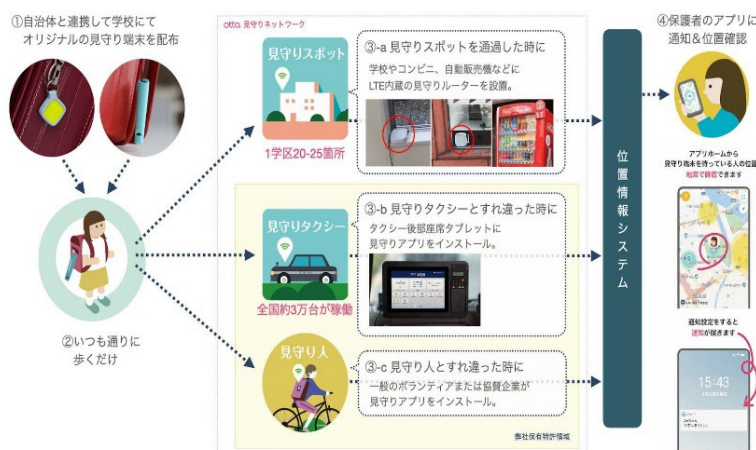 ①自治体と連携して学校にて
オリジナルの見守り端末を配布
②いつも通りに
歩くだけ
otta 見守りネットワーク
見守りスポット
1学区20-25箇所
③-a 見守りスポットを通過した時に
学校やコンビニ、自動販売機などに
LTE内蔵の見守りルーターを設置。
見守りタクシー
全国約3万台が稼働
③-b 見守りタクシーとすれ違った時に
タクシー後部座席タブレットに
見守りアプリをインストール。
見守り人
③-c 見守り人とすれ違った時に
一般のボランティアまたは協賛企業が
見守りアプリをインストール。
弊社保有特許領域
位置情報システム
④保護者のアプリに
通知&位置確認
アプリホームから
見守り端末を持っている人の位置
地図で確認できます
通知設定をすると
通知が届きます
15:43